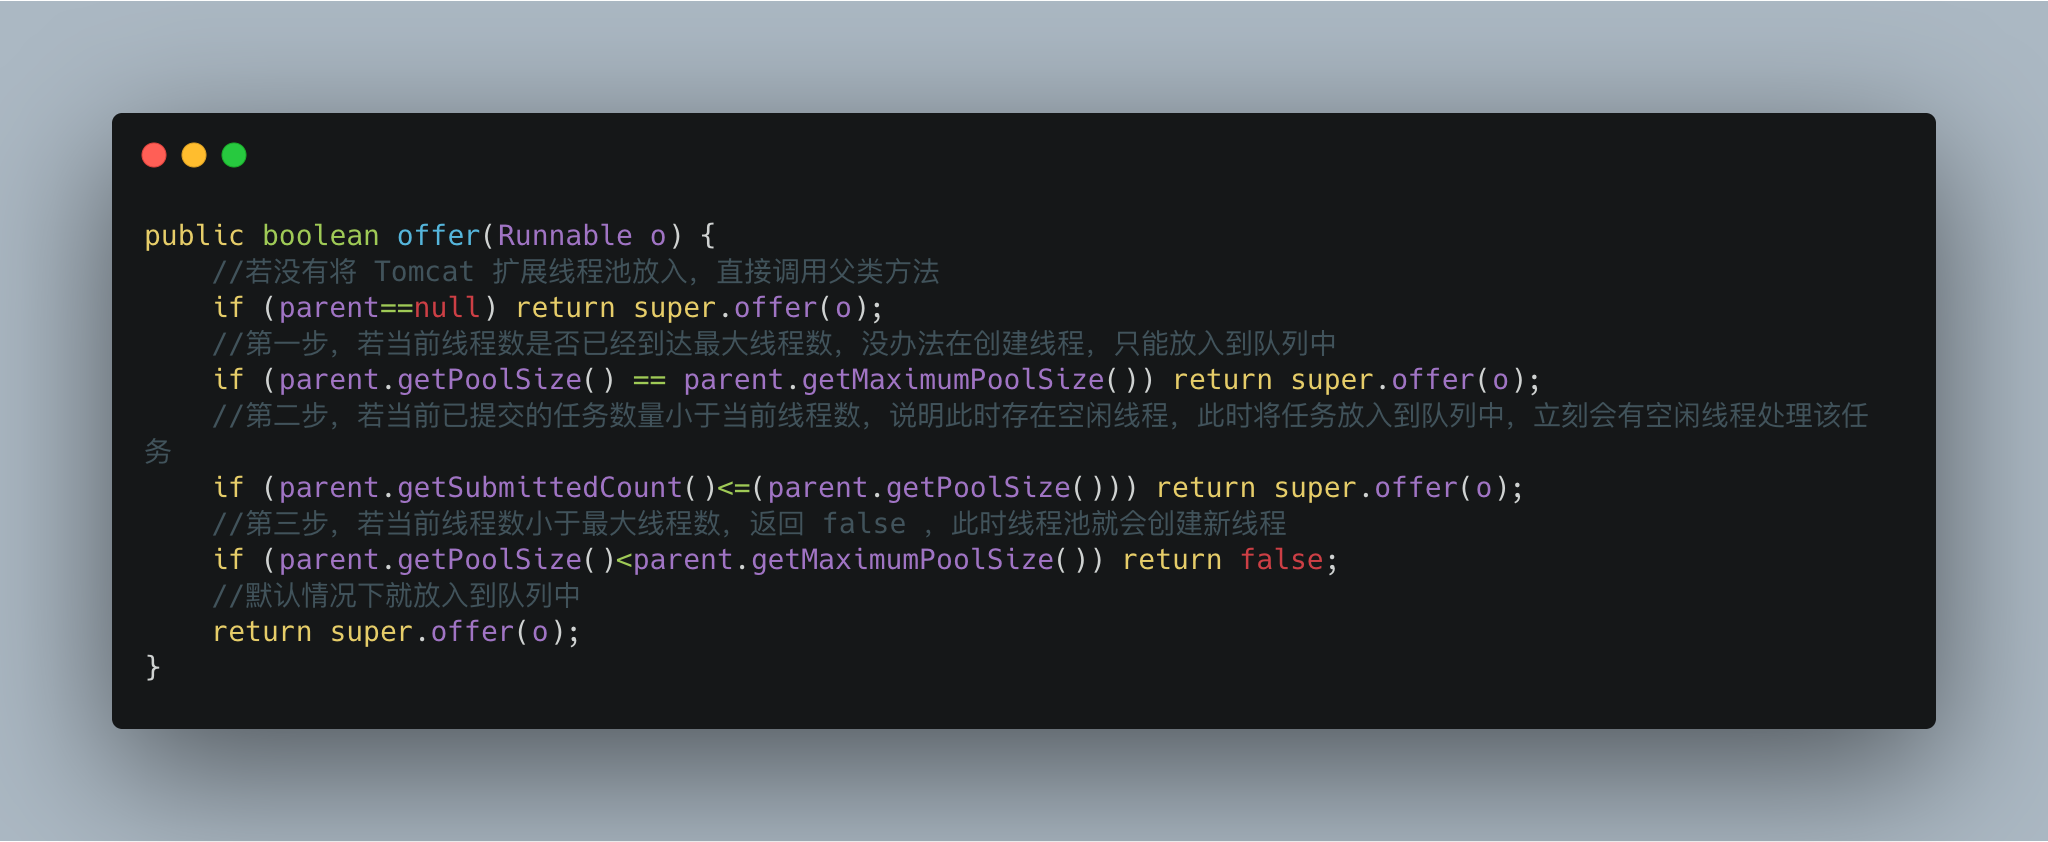 public boolean offer(Runnable o) {
    //若没有将 Tomcat 扩展线程池放入，直接调用父类方法
    if (parent==null) return super.offer(o);
    //第一步，若当前线程数是否已经到达最大线程数，没办法在创建线程，只能放入到队列中
    if (parent.getPoolSize() == parent.getMaximumPoolSize()) return super.offer(o);
    //第二步，若当前已提交的任务数量小于当前线程数，说明此时存在空闲线程，此时将任务放入到队列中，立刻会有空闲线程处理该任
务
    if (parent.getSubmittedCount()<=(parent.getPoolSize())) return super.offer(o);
    //第三步，若当前线程数小于最大线程数，返回 false ，此时线程池就会创建新线程
    if (parent.getPoolSize()<parent.getMaximumPoolSize()) return false;
    //默认情况下就放入到队列中
    return super.offer(o);
}